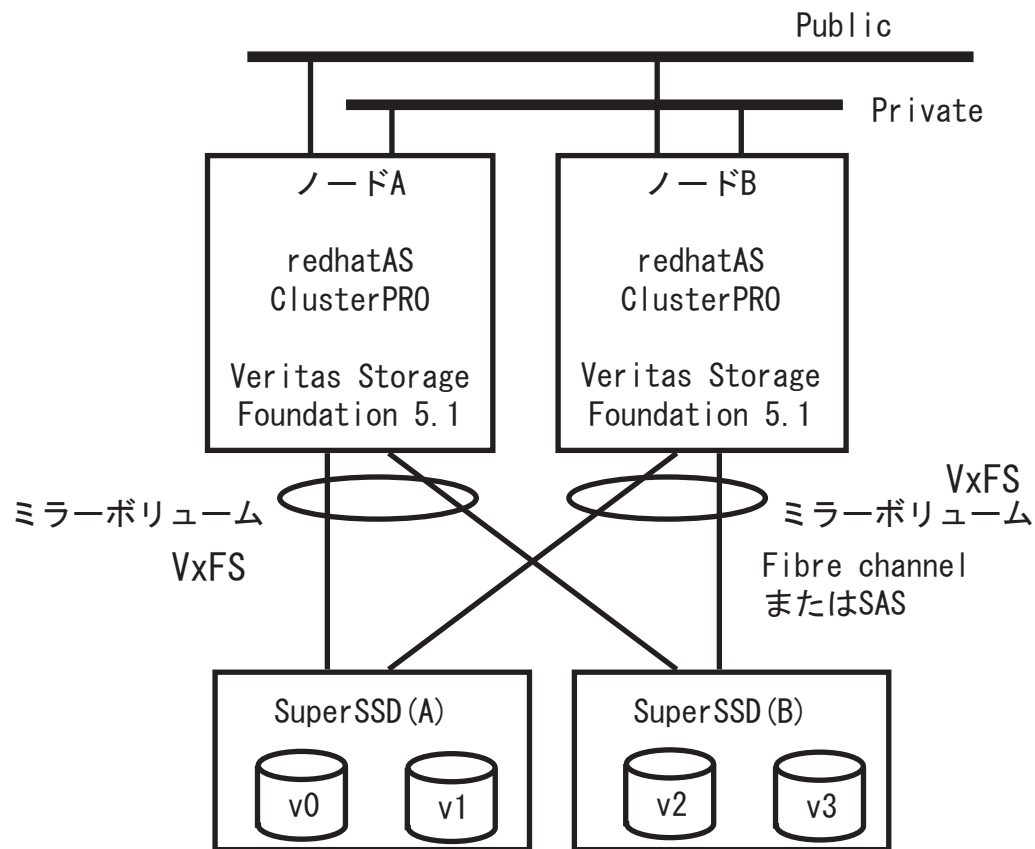 Public
Private
ノードA
redhatAS
ClusterPRO
Veritas Storage
Foundation 5.1
ノードB
redhatAS
ClusterPRO
Veritas Storage
Foundation 5.1
ミラーボリューム
VxFS
VxFS
ミラーボリューム
Fibre channel
またはSAS
SuperSSD(A)
v0
v1
SuperSSD(B)
v2
v3